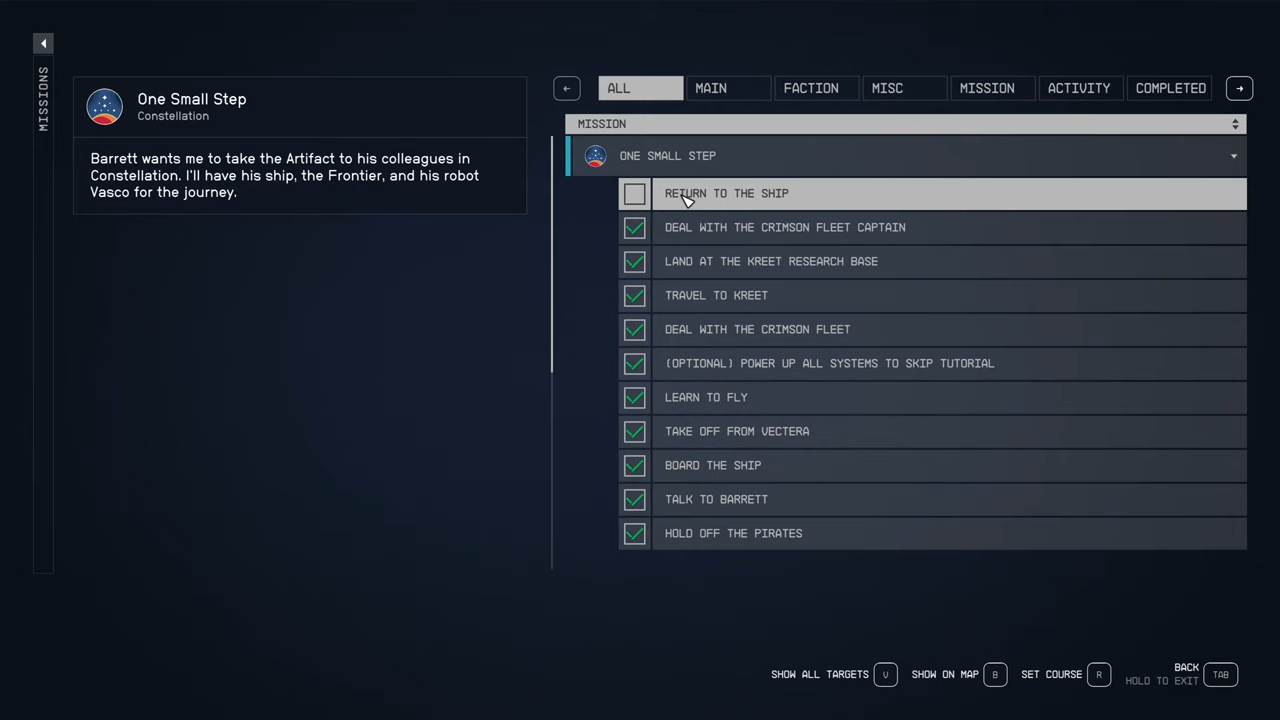 MISSIONS
One Small Step
Constellation
Barrett wants me to take the Artifact to his colleagues in
Constellation. I'll have his ship, the Frontier, and his robot
Vasco for the journey.
ALL MAIN FACTION MISC MISSION ACTIVITY COMPLETED
MISSION
ONE SMALL STEP
RETURN TO THE SHIP
DEAL WITH THE CRIMSON FLEET CAPTAIN
LAND AT THE KREET RESEARCH BASE
TRAVEL TO KREET
DEAL WITH THE CRIMSON FLEET
(OPTIONAL) POWER UP ALL SYSTEMS TO SKIP TUTORIAL
LEARN TO FLY
TAKE OFF FROM VECTERA
BOARD THE SHIP
TALK TO BARRETT
HOLD OFF THE PIRATES
SHOW ALL TARGETS V SHOW ON MAP B SET COURSE R BACK TAB
HOLD TO EXIT